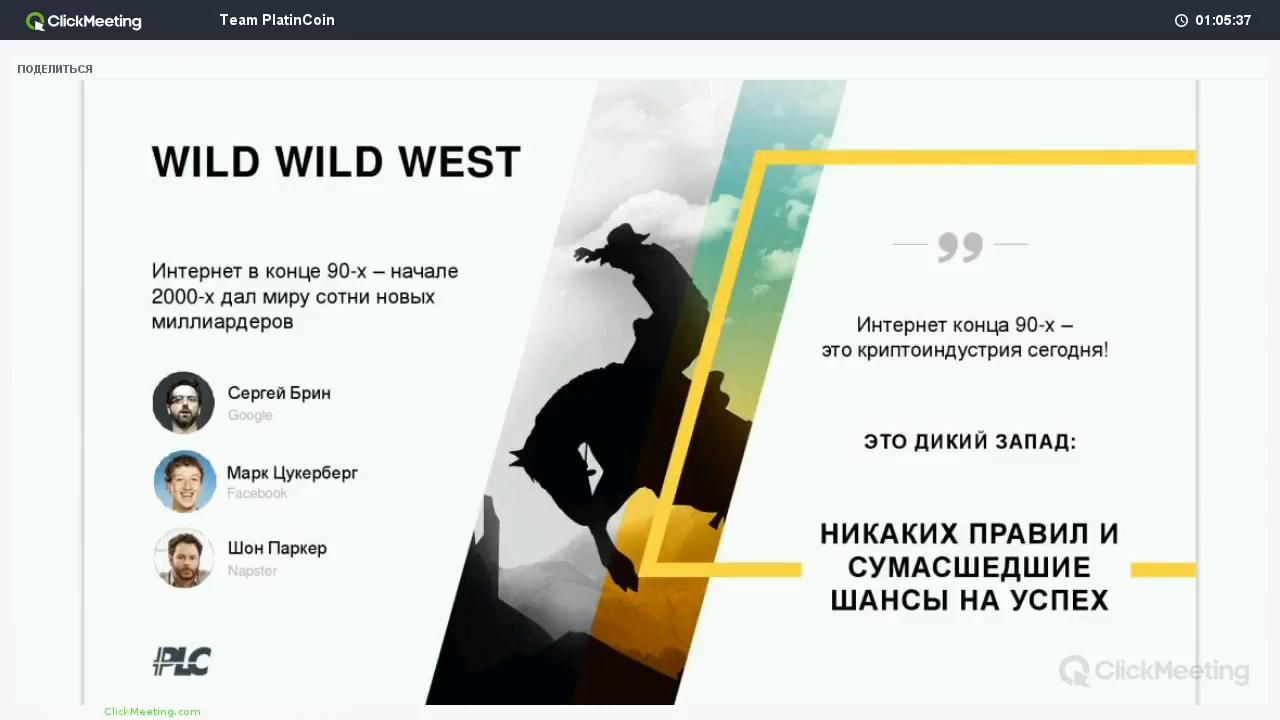 ClickMeeting
Team PlatinCoin
01:05:37
ПОДЕЛИТЬСЯ
WILD WILD WEST
Интернет в конце 90-х – начале
2000-х дал миру сотни новых
миллиардеров
Сергей Брин
Google
Марк Цукерберг
Facebook
Шон Паркер
Napster
PLC
”
Интернет конца 90-х –
это криптоиндустрия сегодня!
ЭТО ДИКИЙ ЗАПАД:
НИКАКИХ ПРАВИЛ И
СУМАСШЕДШИЕ
ШАНСЫ НА УСПЕХ
ClickMeeting
ClickMeeting.com